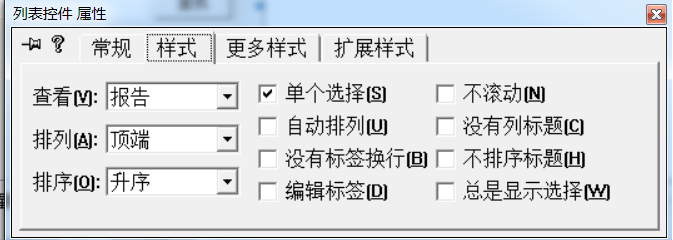 列表控件 属性
常规 样式 更多样式 扩展样式
查看(V): 报告 单个选择(S) 不滚动(N)
自动排列(U) 没有列标题(C)
排列(A): 顶端
没有标签换行(B) 不排序标题(H)
排序(O): 升序 编辑标签(D) 总是显示选择(W)